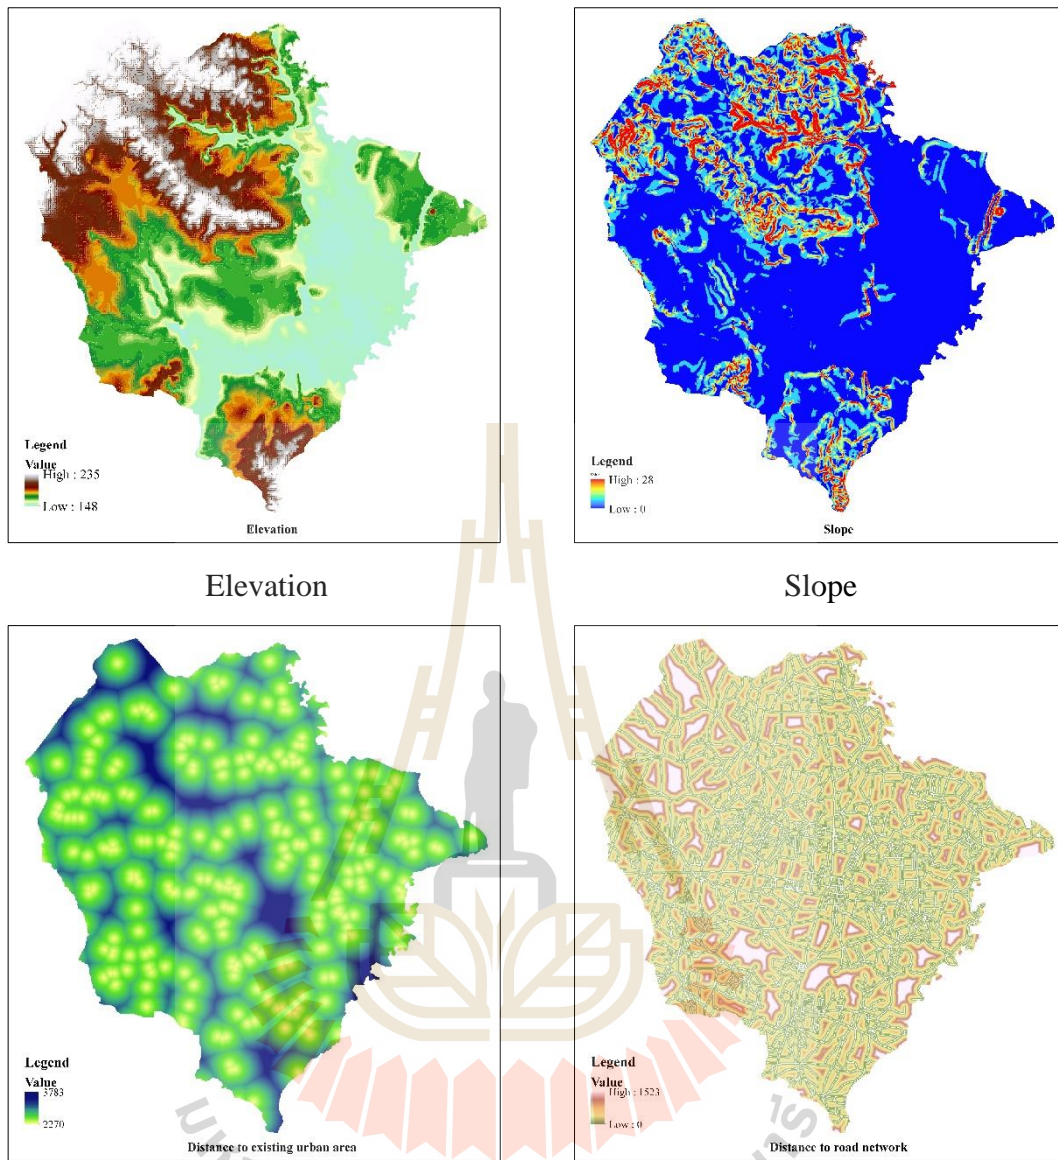 Legend
Value
High : 235
Low : 148
Elevation
Legend
High : 28
Low : 0
Slope
Elevation
Slope
Legend
Value
3783
2270
Distance to existing urban area
Legend
Value
High : 1523
Low : 0
Distance to road network